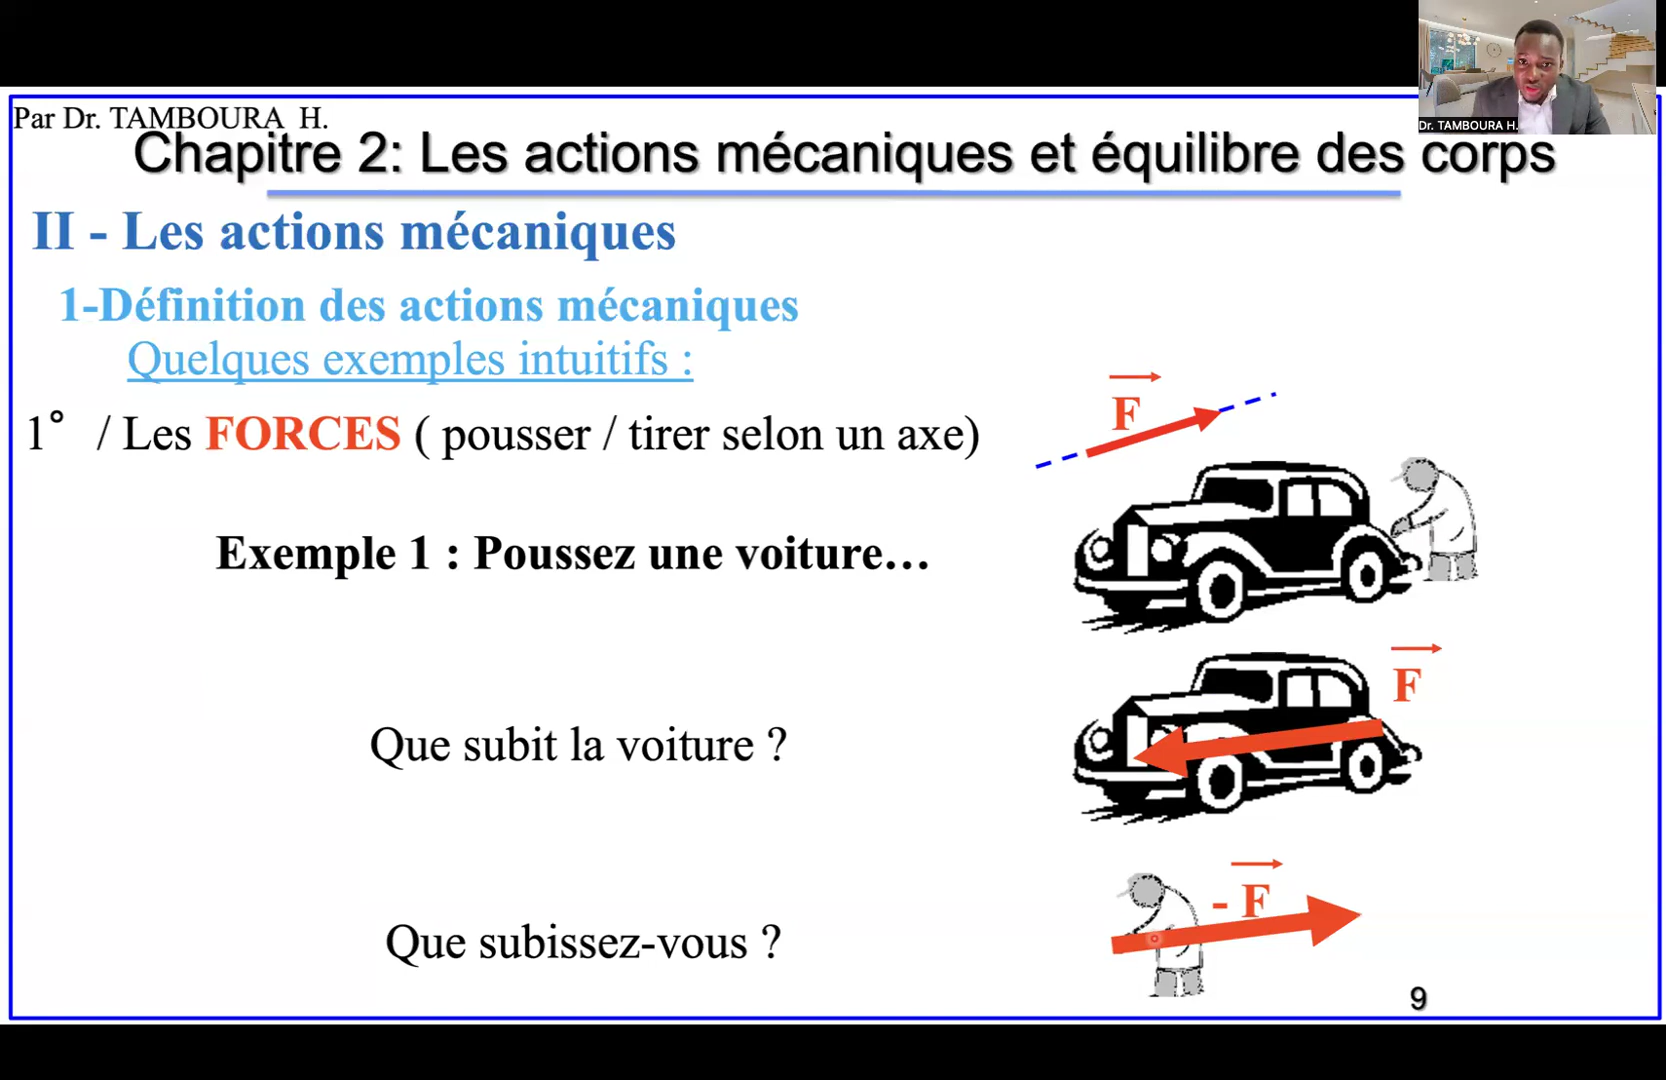 Par Dr. TAMBOURA H.
Dr. TAMBOURA H.
Chapitre 2: Les actions mécaniques et équilibre des corps
II - Les actions mécaniques
1-Définition des actions mécaniques
Quelques exemples intuitifs :
F
1° / Les FORCES ( pousser / tirer selon un axe)
Exemple 1 : Poussez une voiture…
F
Que subit la voiture ?
- F
Que subissez-vous ?
9